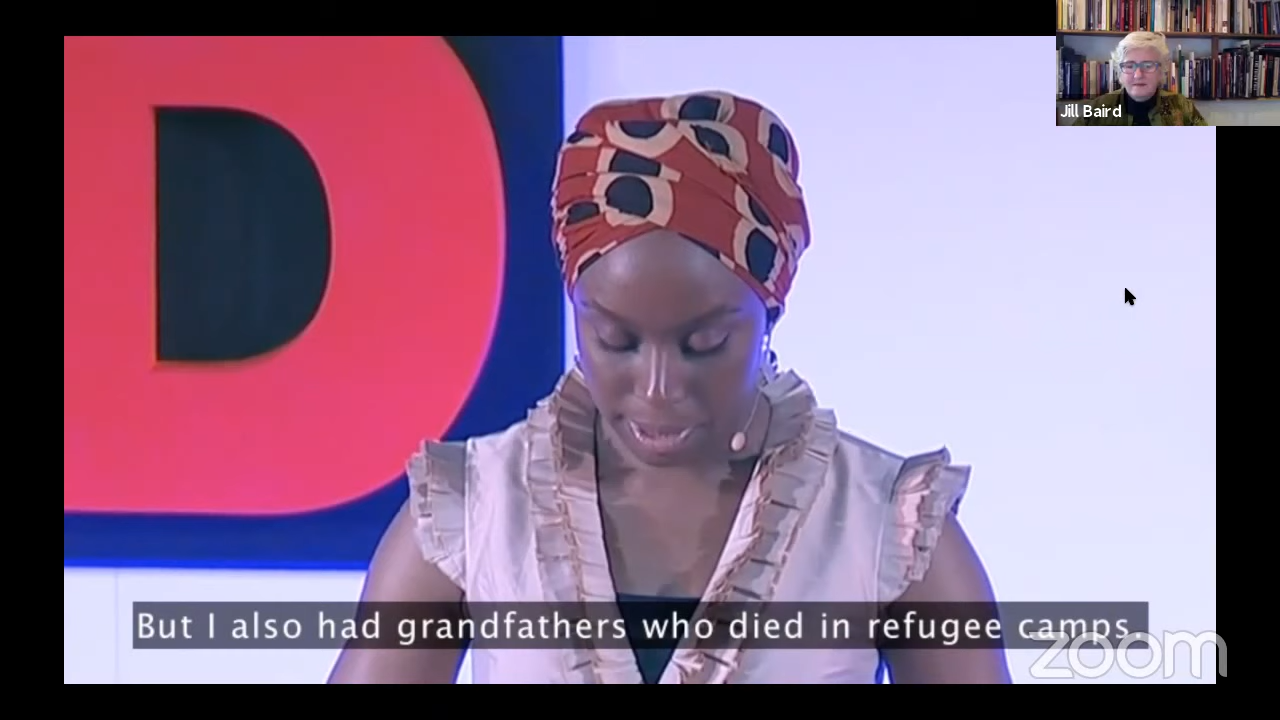 Jill Baird
D
But I also had grandfathers who died in refugee camps.
zoom